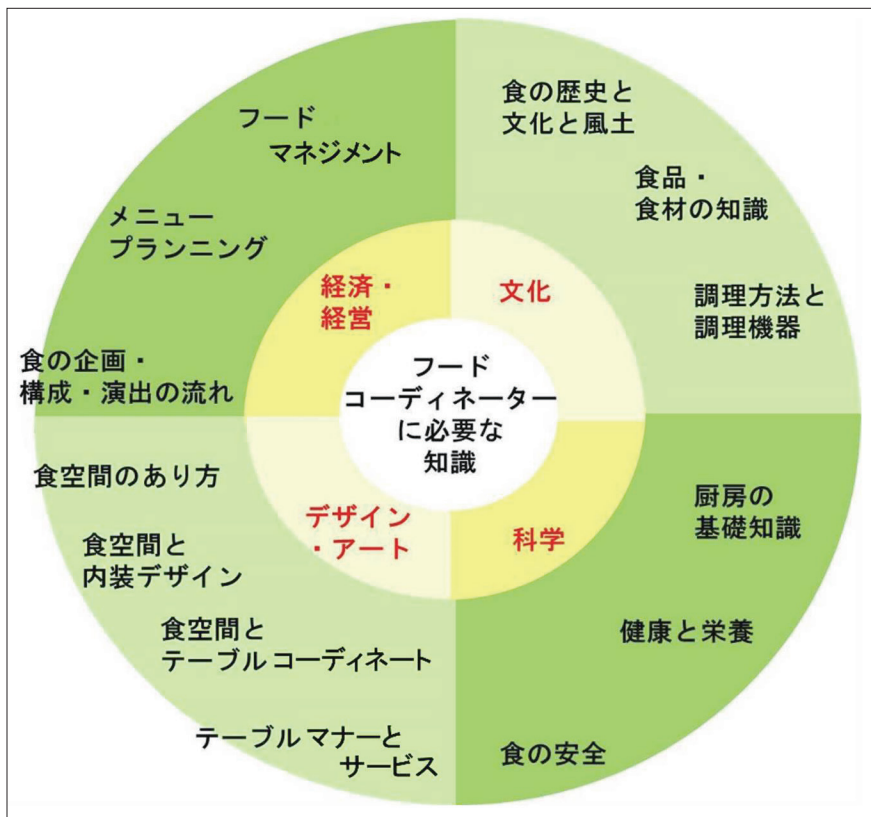 フード
コーディネーター
に必要な
知識
文化
食の歴史と
文化と風土
食品・
食材の知識
調理方法と
調理機器
科学
厨房の
基礎知識
健康と栄養
食の安全
デザイン
・アート
食空間のあり方
食空間と
内装デザイン
食空間と
テーブルコーディネート
テーブルマナーと
サービス
経済・
経営
フード
マネジメント
メニュー
プランニング
食の企画・
構成・演出の流れ